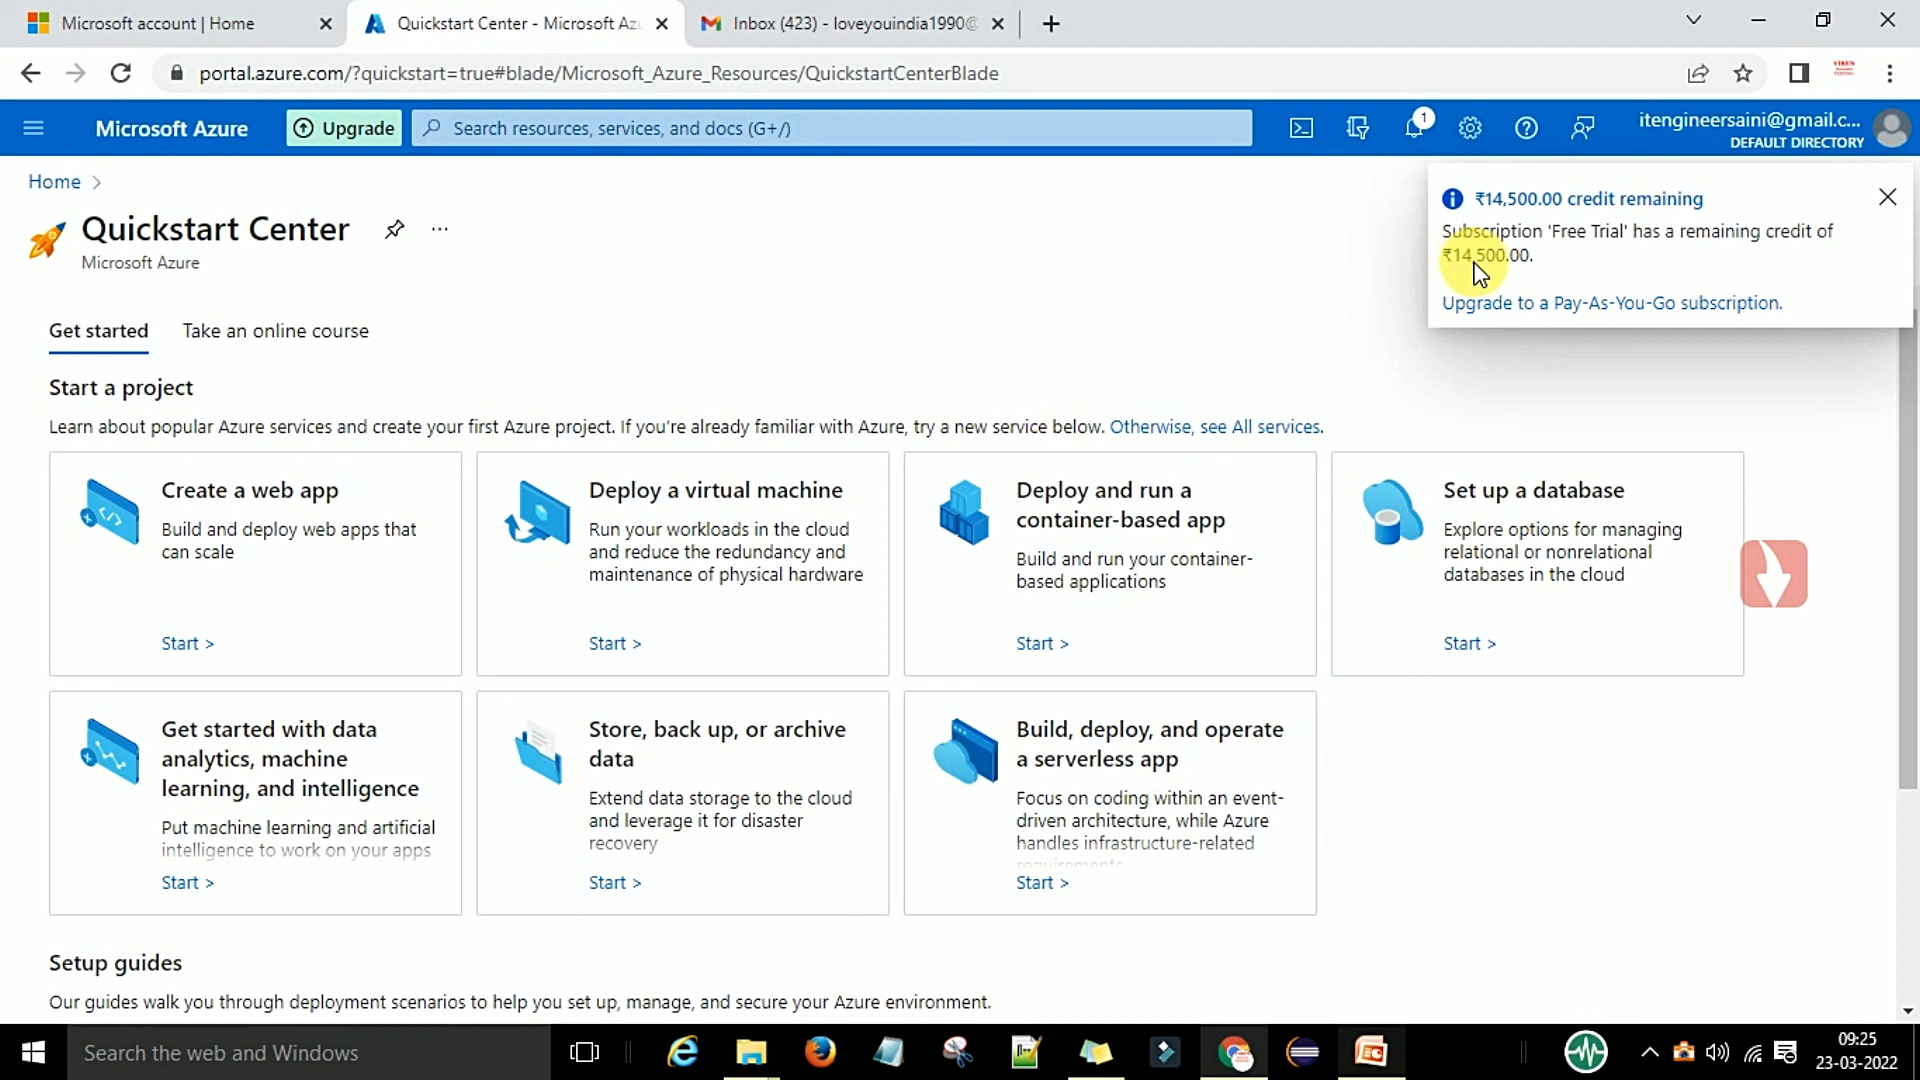 Microsoft account | Home
Quickstart Center - Microsoft Azu
Inbox (423) - loveyouindia1990@
portal.azure.com/?quickstart=true#blade/Microsoft_Azure_Resources/QuickstartCenterBlade
Microsoft Azure
Upgrade
Search resources, services, and docs (G+/)
1
itengineersaini@gmail.c...
DEFAULT DIRECTORY
Home
Quickstart Center
Microsoft Azure
₹14,500.00 credit remaining
Subscription 'Free Trial' has a remaining credit of
₹14,500.00.
Upgrade to a Pay-As-You-Go subscription.
Get started
Take an online course
Start a project
Learn about popular Azure services and create your first Azure project. If you're already familiar with Azure, try a new service below. Otherwise, see All services.
Create a web app
Build and deploy web apps that
can scale
Start >
Deploy a virtual machine
Run your workloads in the cloud
and reduce the redundancy and
maintenance of physical hardware
Start >
Deploy and run a
container-based app
Build and run your container-
based applications
Start >
Set up a database
Explore options for managing
relational or nonrelational
databases in the cloud
Start >
Get started with data
analytics, machine
learning, and intelligence
Put machine learning and artificial
intelligence to work on your apps
Start >
Store, back up, or archive
data
Extend data storage to the cloud
and leverage it for disaster
recovery
Start >
Build, deploy, and operate
a serverless app
Focus on coding within an event-
driven architecture, while Azure
handles infrastructure-related
requirements
Start >
Setup guides
Our guides walk you through deployment scenarios to help you set up, manage, and secure your Azure environment.
Search the web and Windows
09:25
23-03-2022